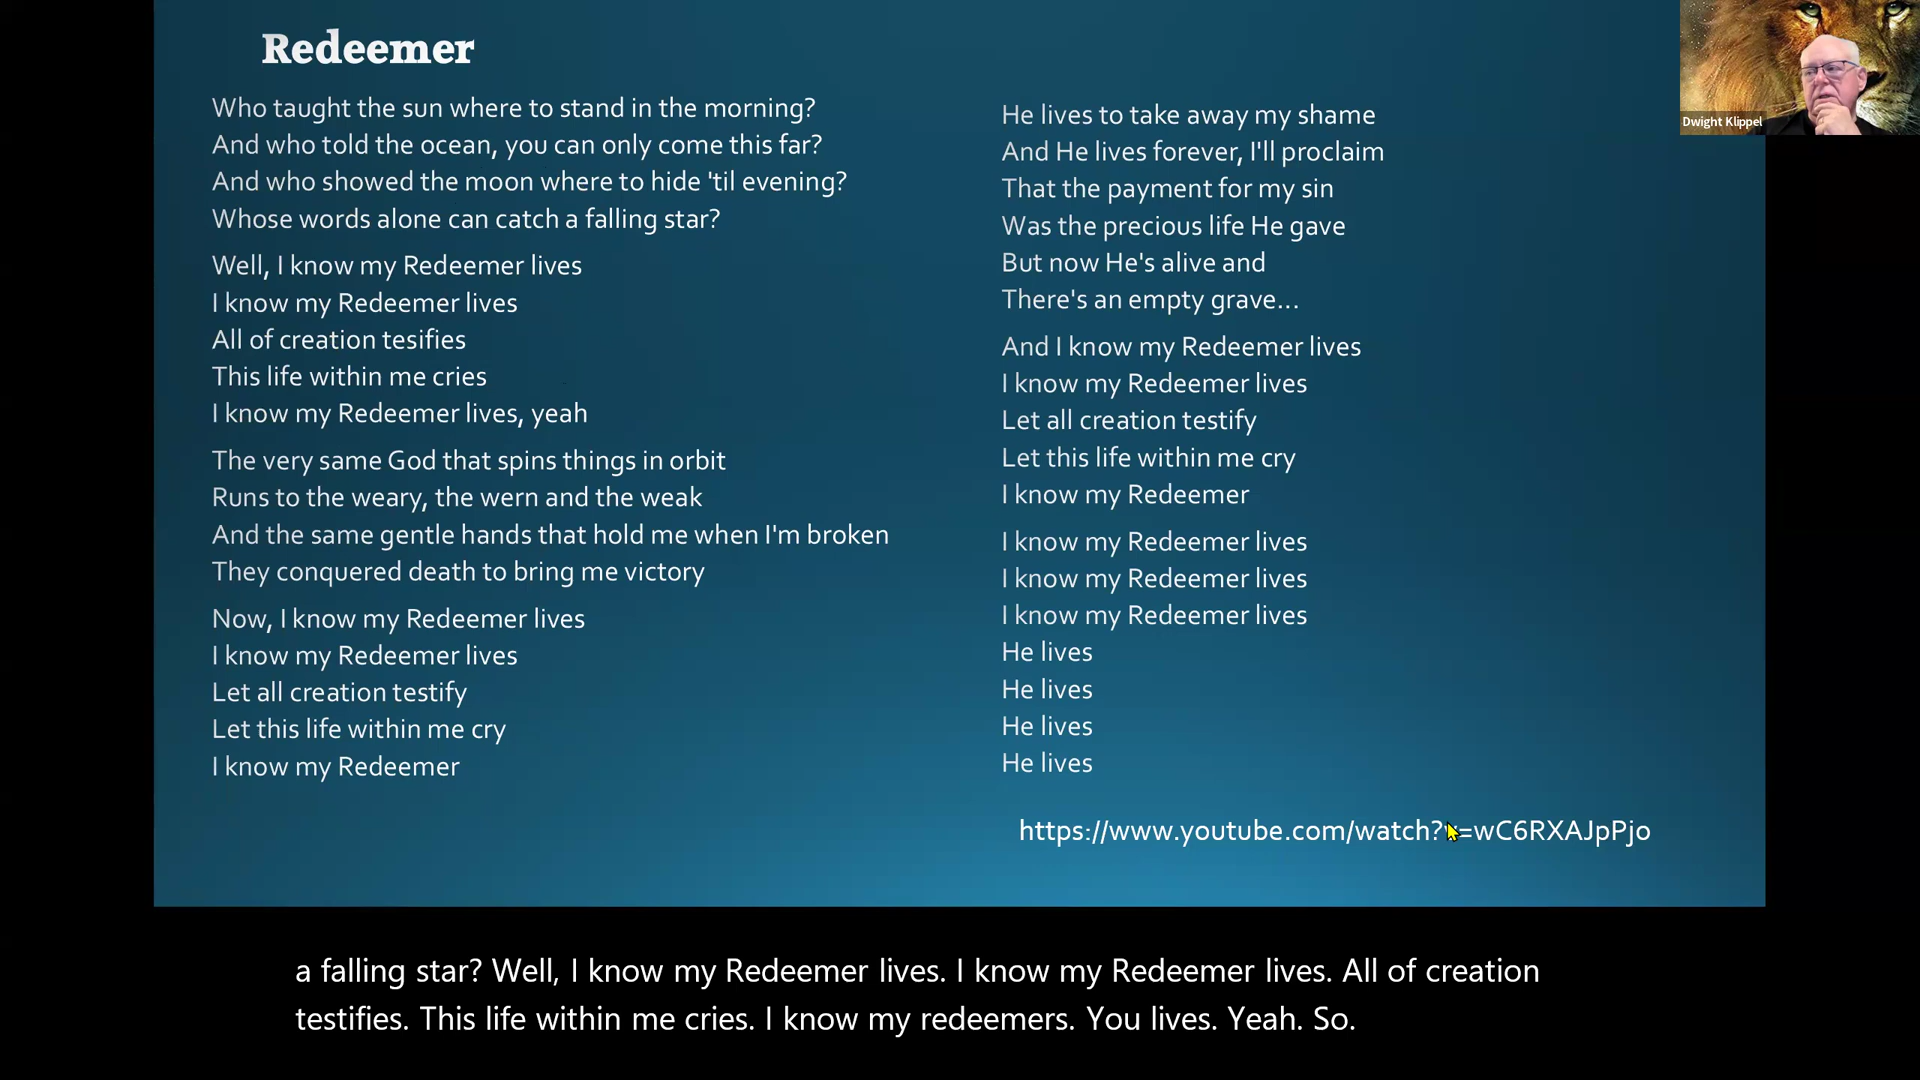 Redeemer
Who taught the sun where to stand in the morning?
And who told the ocean, you can only come this far?
And who showed the moon where to hide 'til evening?
Whose words alone can catch a falling star?
Well, I know my Redeemer lives
I know my Redeemer lives
All of creation tesifies
This life within me cries
I know my Redeemer lives, yeah
The very same God that spins things in orbit
Runs to the weary, the wern and the weak
And the same gentle hands that hold me when I'm broken
They conquered death to bring me victory
Now, I know my Redeemer lives
I know my Redeemer lives
Let all creation testify
Let this life within me cry
I know my Redeemer
He lives to take away my shame
And He lives forever, I'll proclaim
That the payment for my sin
Was the precious life He gave
But now He's alive and
There's an empty grave...
And I know my Redeemer lives
I know my Redeemer lives
Let all creation testify
Let this life within me cry
I know my Redeemer
I know my Redeemer lives
I know my Redeemer lives
I know my Redeemer lives
He lives
He lives
He lives
He lives
https://www.youtube.com/watch?v=wC6RXAJpPjo
Dwight Klippel
a falling star? Well, I know my Redeemer lives. I know my Redeemer lives. All of creation
testifies. This life within me cries. I know my redeemers. You lives. Yeah. So.